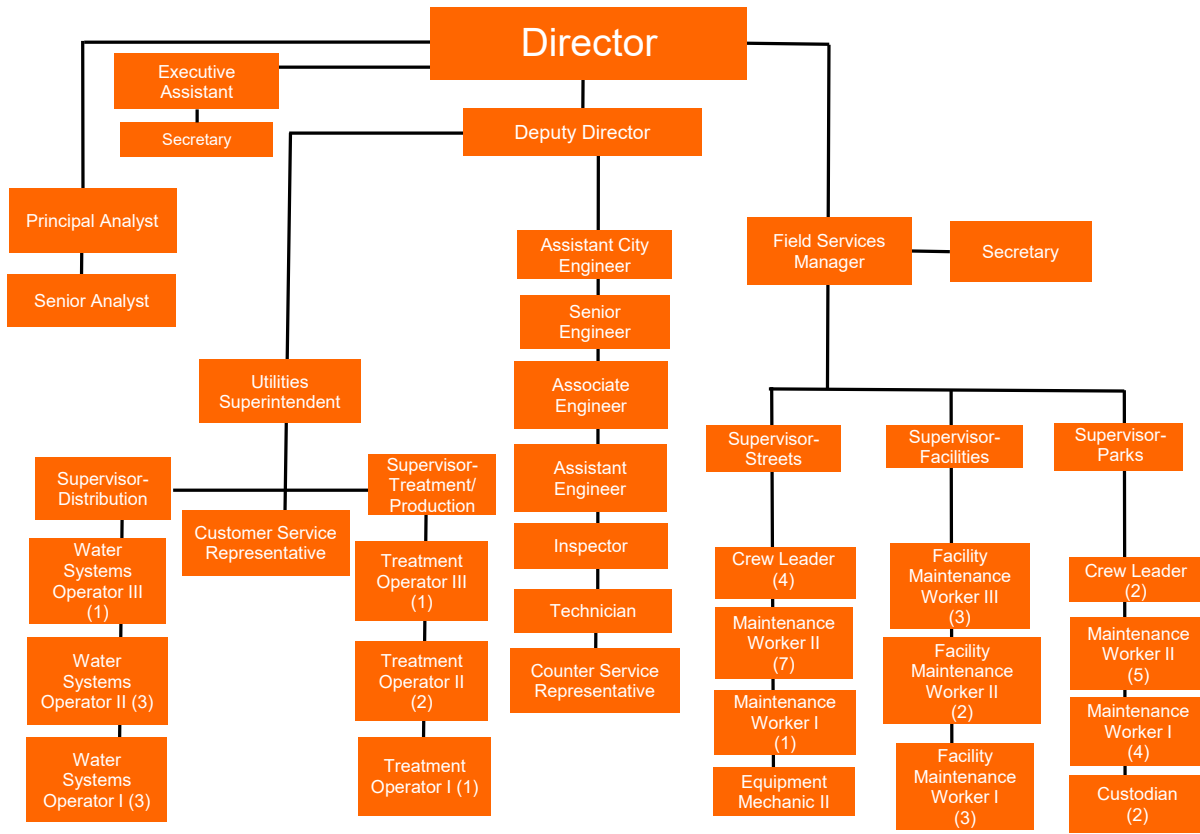 Director
Executive
Assistant
Secretary
Deputy Director
Principal Analyst
Senior Analyst
Assistant City
Engineer
Senior
Engineer
Associate
Engineer
Assistant
Engineer
Inspector
Technician
Counter Service
Representative
Field Services
Manager
Secretary
Utilities
Superintendent
Supervisor-
Distribution
Customer Service
Representative
Supervisor-
Treatment/
Production
Water
Systems
Operator III
(1)
Water
Systems
Operator II (3)
Water
Systems
Operator I (3)
Treatment
Operator III
(1)
Treatment
Operator II
(2)
Treatment
Operator I (1)
Supervisor-
Streets
Crew Leader
(4)
Maintenance
Worker II
(7)
Maintenance
Worker I
(1)
Equipment
Mechanic II
Supervisor-
Facilities
Facility
Maintenance
Worker III
(3)
Facility
Maintenance
Worker II
(2)
Facility
Maintenance
Worker I
(3)
Supervisor-
Parks
Crew Leader
(2)
Maintenance
Worker II
(5)
Maintenance
Worker I
(4)
Custodian
(2)